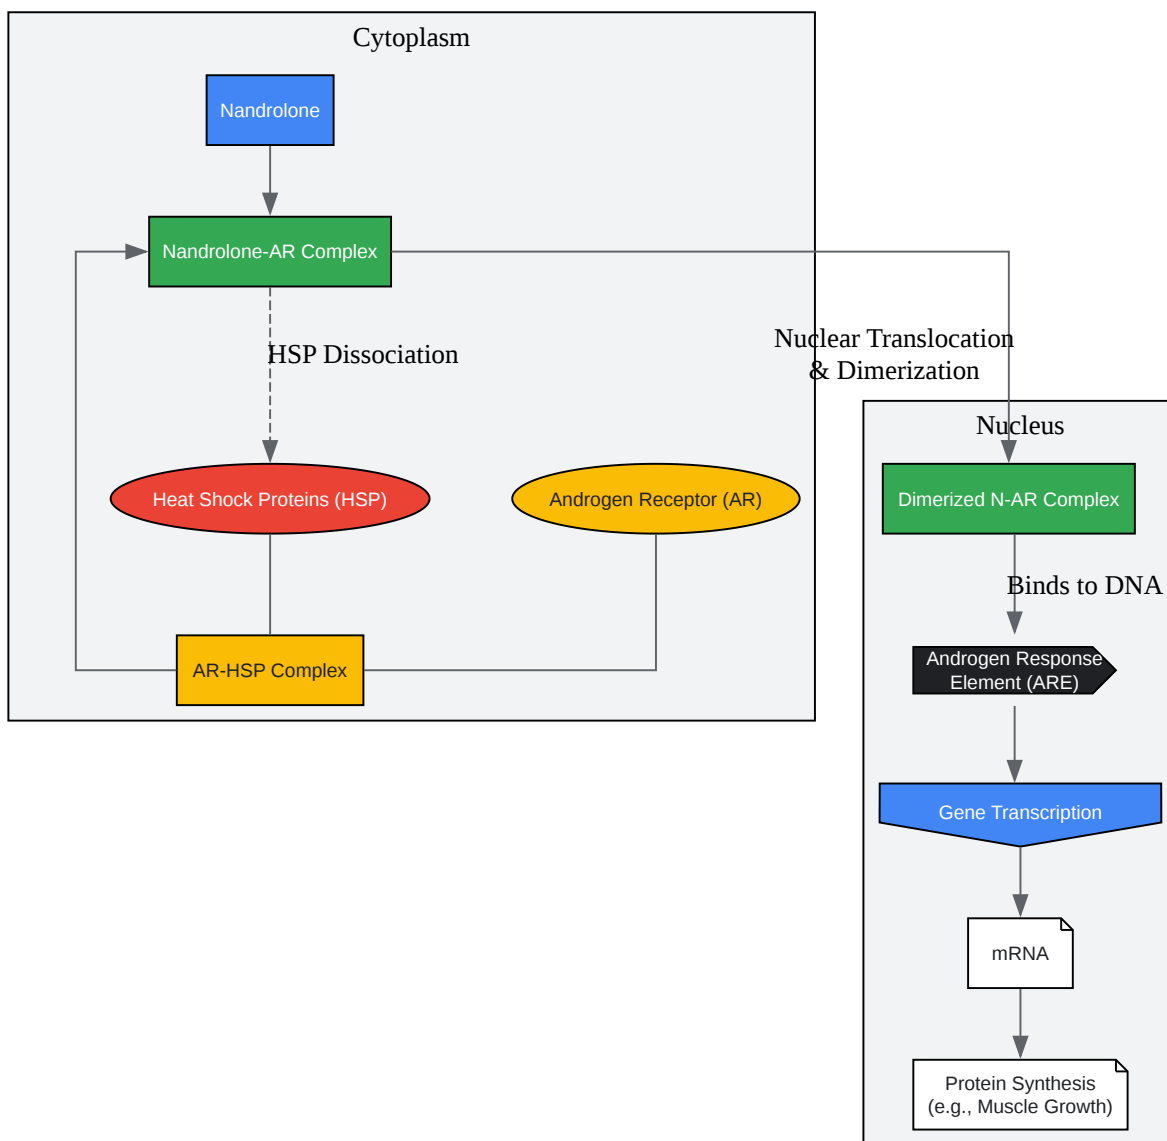 Cytoplasm
Nandrolone
Nandrolone-AR Complex
HSP Dissociation
Nuclear Translocation
& Dimerization
Heat Shock Proteins (HSP)
Androgen Receptor (AR)
AR-HSP Complex
Nucleus
Dimerized N-AR Complex
Binds to DNA
Androgen Response
Element (ARE)
Gene Transcription
mRNA
Protein Synthesis
(e.g., Muscle Growth)